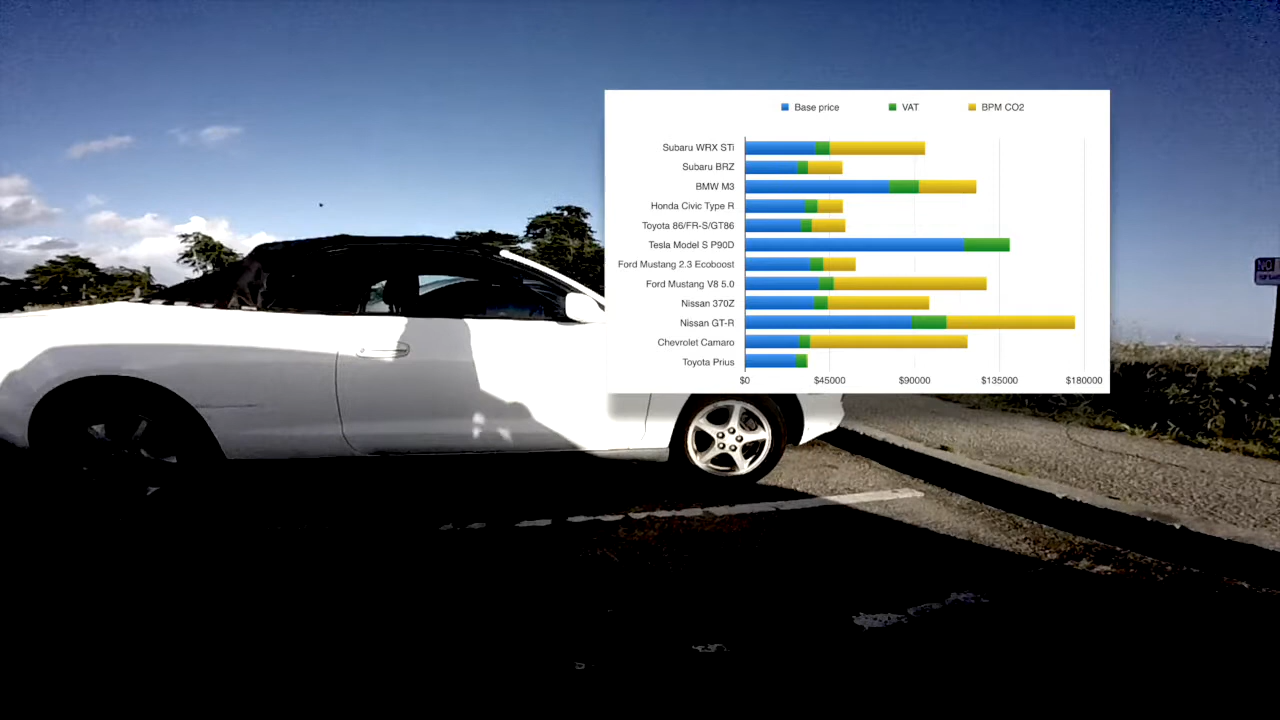 Base price VAT BPM CO2
Subaru WRX STi
Subaru BRZ
BMW M3
Honda Civic Type R
Toyota 86/FR-S/GT86
Tesla Model S P90D
Ford Mustang 2.3 Ecoboost
Ford Mustang V8 5.0
Nissan 370Z
Nissan GT-R
Chevrolet Camaro
Toyota Prius
$0 $45000 $90000 $135000 $180000
NO